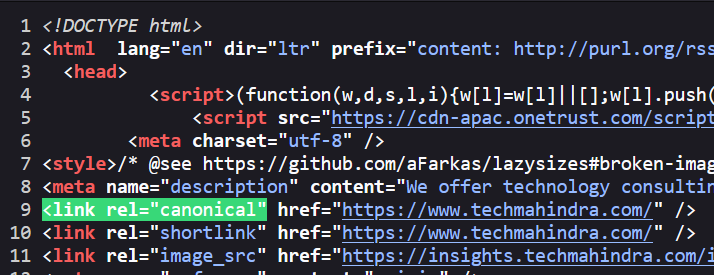 1 <!DOCTYPE html>
2 <html  lang="en" dir="ltr" prefix="content: http://purl.org/rss
3 <head>
4 <script>(function(w,d,s,l,i){w[l]=w[l]||[];w[l].push(
5 <script src="https://cdn-apac.onetrust.com/script
6 <meta charset="utf-8" />
7 <style>/* @see https://github.com/aFarkas/lazysizes#broken-imag
8 <meta name="description" content="We offer technology consultin
9 <link rel="canonical" href="https://www.techmahindra.com/" />
10 <link rel="shortlink" href="https://www.techmahindra.com/" />
11 <link rel="image_src" href="https://insights.techmahindra.com/i